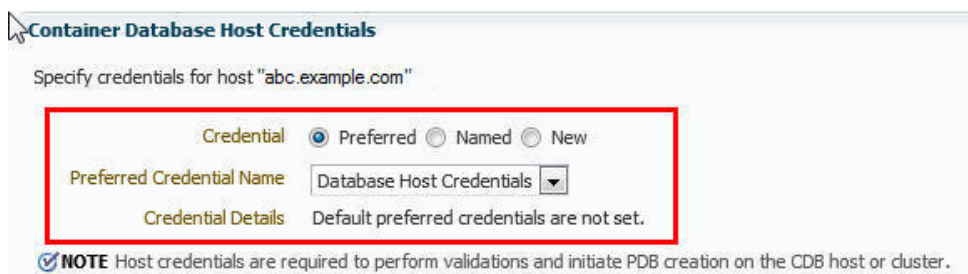 Container Database Host Credentials
Specify credentials for host "abc.example.com"
Credential Preferred Named New
Preferred Credential Name Database Host Credentials
Credential Details Default preferred credentials are not set.
NOTE Host credentials are required to perform validations and initiate PDB creation on the CDB host or cluster.